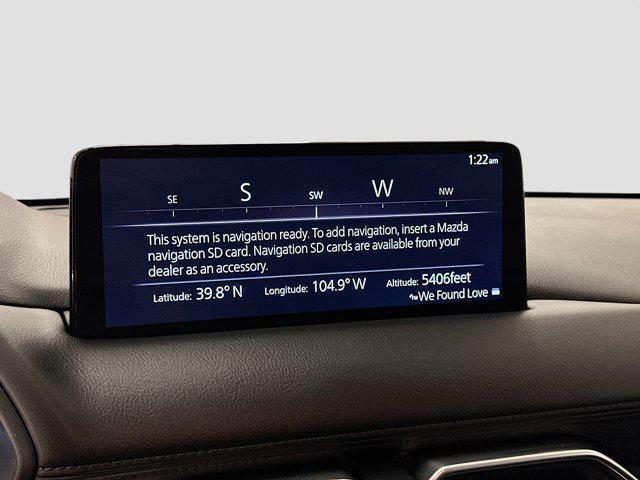 1:22am
SE S SW W NW
This system is navigation ready. To add navigation, insert a Mazda
navigation SD card. Navigation SD cards are available from your
dealer as an accessory.
Latitude: 39.8° N Longitude: 104.9° W Altitude: 5406feet
We Found Love